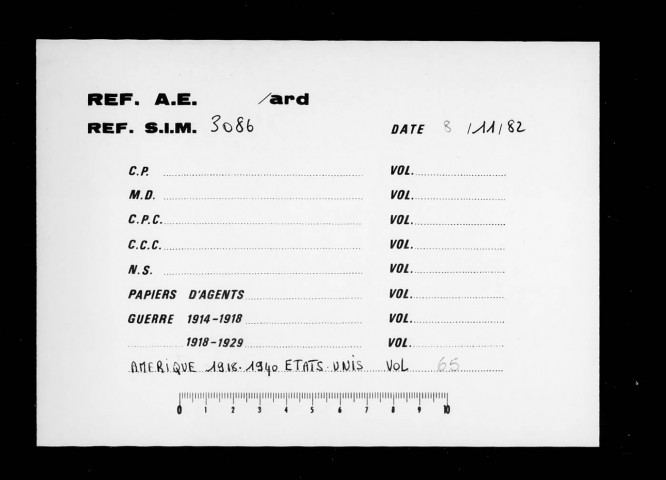 REF. A.E. /ard
REF. S.I.M. 3086 DATE 8/11/82
C.P. VOL.
M.D. VOL.
C.P.C. VOL.
C.C.C. VOL.
N.S. VOL.
PAPIERS D'AGENTS VOL.
GUERRE 1914-1918 VOL.
1918-1929 VOL.
AMERIQUE 1918.1940 ETATS.UNIS VOL 65
0 1 2 3 4 5 6 7 8 9 10